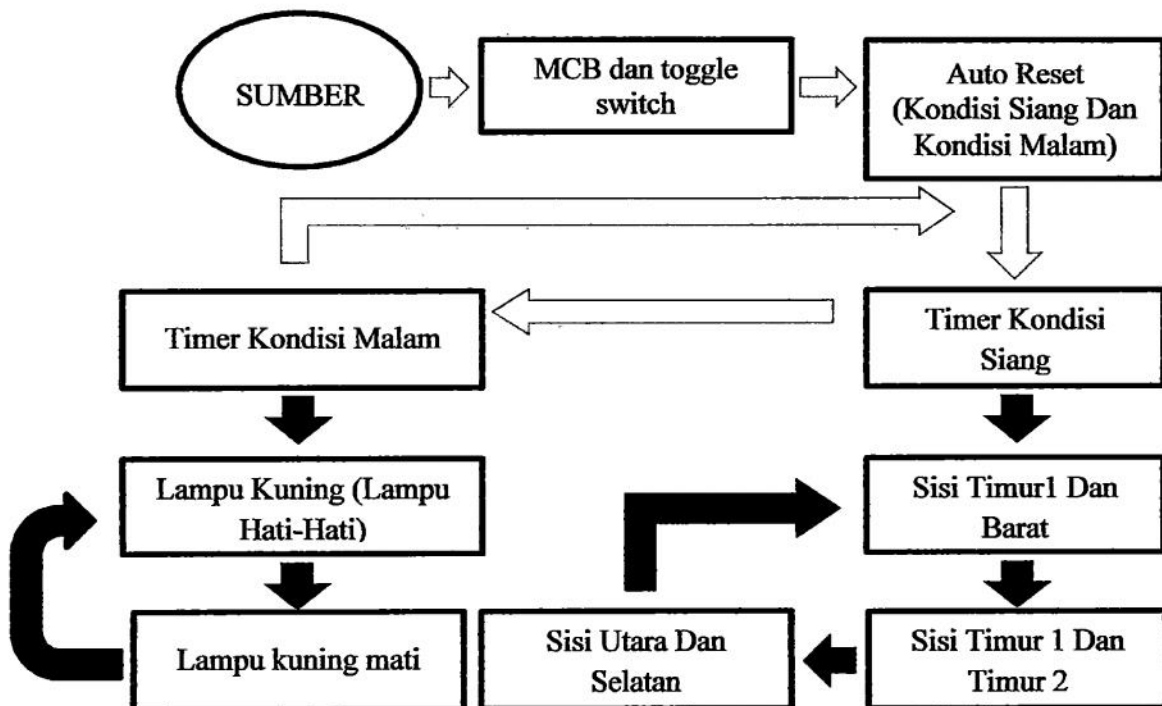 SUMBER
MCB dan toggle
switch
Auto Reset
(Kondisi Siang Dan
Kondisi Malam)
Timer Kondisi Malam
Timer Kondisi
Siang
Lampu Kuning (Lampu
Hati-Hati)
Sisi Timur1 Dan
Barat
Lampu kuning mati
Sisi Utara Dan
Selatan
Sisi Timur 1 Dan
Timur 2